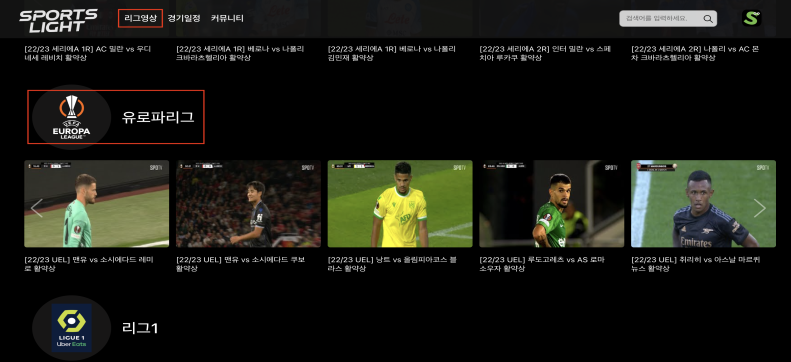 SPORTS
LIGHT
리그영상 경기일정 커뮤니티
검색어를 입력하세요.
[22/23 세리에A 1R] AC 밀란 vs 우디
네세 레비치 활약상
[22/23 세리에A 1R] 베로나 vs 나폴리
크바라츠헬리아 활약상
[22/23 세리에A 1R] 베로나 vs 나폴리
김민재 활약상
[22/23 세리에A 2R] 인터 밀란 vs 스페
치아 루카쿠 활약상
[22/23 세리에A 2R] 나폴리 vs AC 몬
차 크바라츠헬리아 활약상
UEFA
EUROPA
LEAGUE
유로파리그
SPOTV
SPOTV
SPOTV
SPOTV
SPOTV
Emirates
[22/23 UEL] 맨유 vs 소시에다드 레미
로 활약상
[22/23 UEL] 맨유 vs 소시에다드 쿠보
활약상
[22/23 UEL] 낭트 vs 올림피아코스 블
라스 활약상
[22/23 UEL] 루도고레츠 vs AS 로마
소우자 활약상
[22/23 UEL] 취리히 vs 아스날 마르퀴
뉴스 활약상
LIGUE 1
Uber Eats
리그1